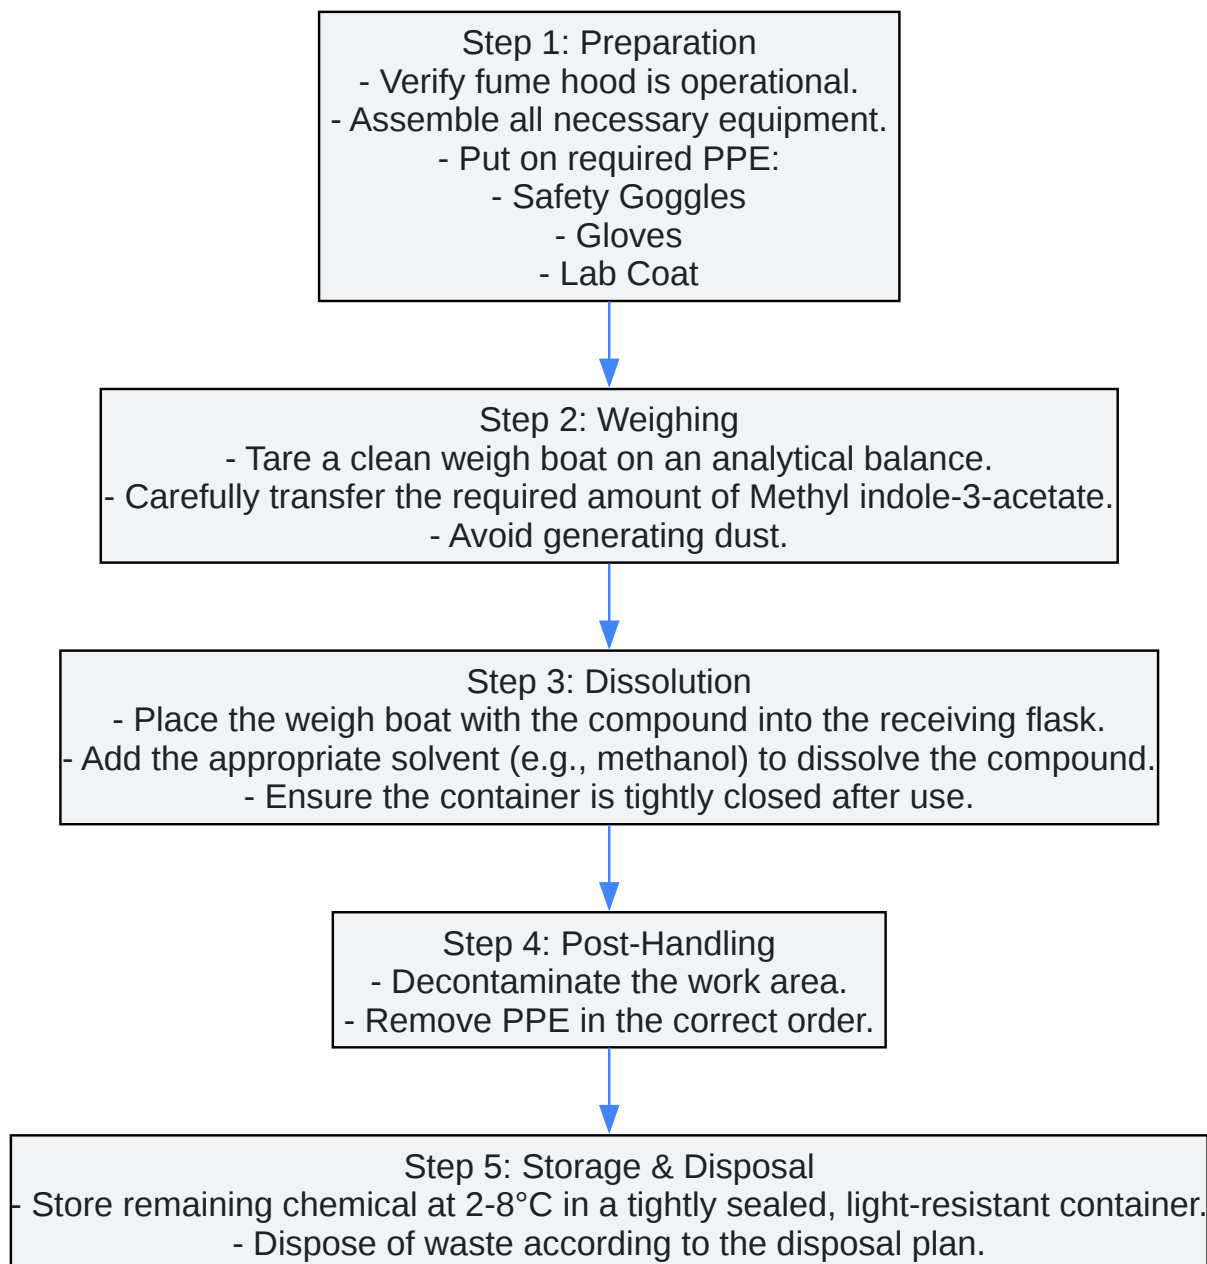 Step 1: Preparation
- Verify fume hood is operational.
- Assemble all necessary equipment.
- Put on required PPE:
- Safety Goggles
- Gloves
- Lab Coat
Step 2: Weighing
- Tare a clean weigh boat on an analytical balance.
- Carefully transfer the required amount of Methyl indole-3-acetate.
- Avoid generating dust.
Step 3: Dissolution
- Place the weigh boat with the compound into the receiving flask.
- Add the appropriate solvent (e.g., methanol) to dissolve the compound.
- Ensure the container is tightly closed after use.
Step 4: Post-Handling
- Decontaminate the work area.
- Remove PPE in the correct order.
Step 5: Storage & Disposal
- Store remaining chemical at 2-8°C in a tightly sealed, light-resistant container.
- Dispose of waste according to the disposal plan.